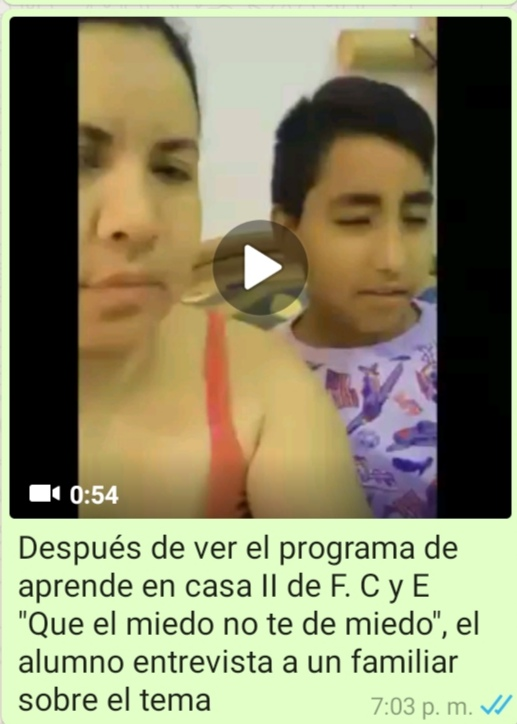 0:54
Después de ver el programa de
aprende en casa II de F. C y E
"Que el miedo no te de miedo", el
alumno entrevista a un familiar
sobre el tema
7:03 p. m.